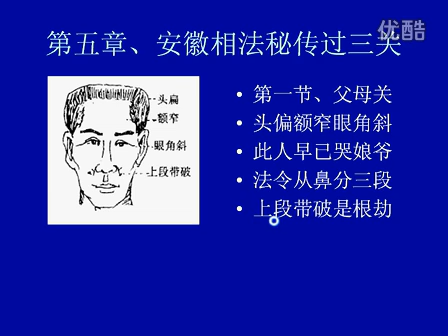 优酷
第五章、安徽相法秘传过三关
头扁
额窄
眼角斜
上段带破
• 第一节、父母关
• 头偏额窄眼角斜
• 此人早已哭娘爷
• 法令从鼻分三段
• 上段带破是根劫